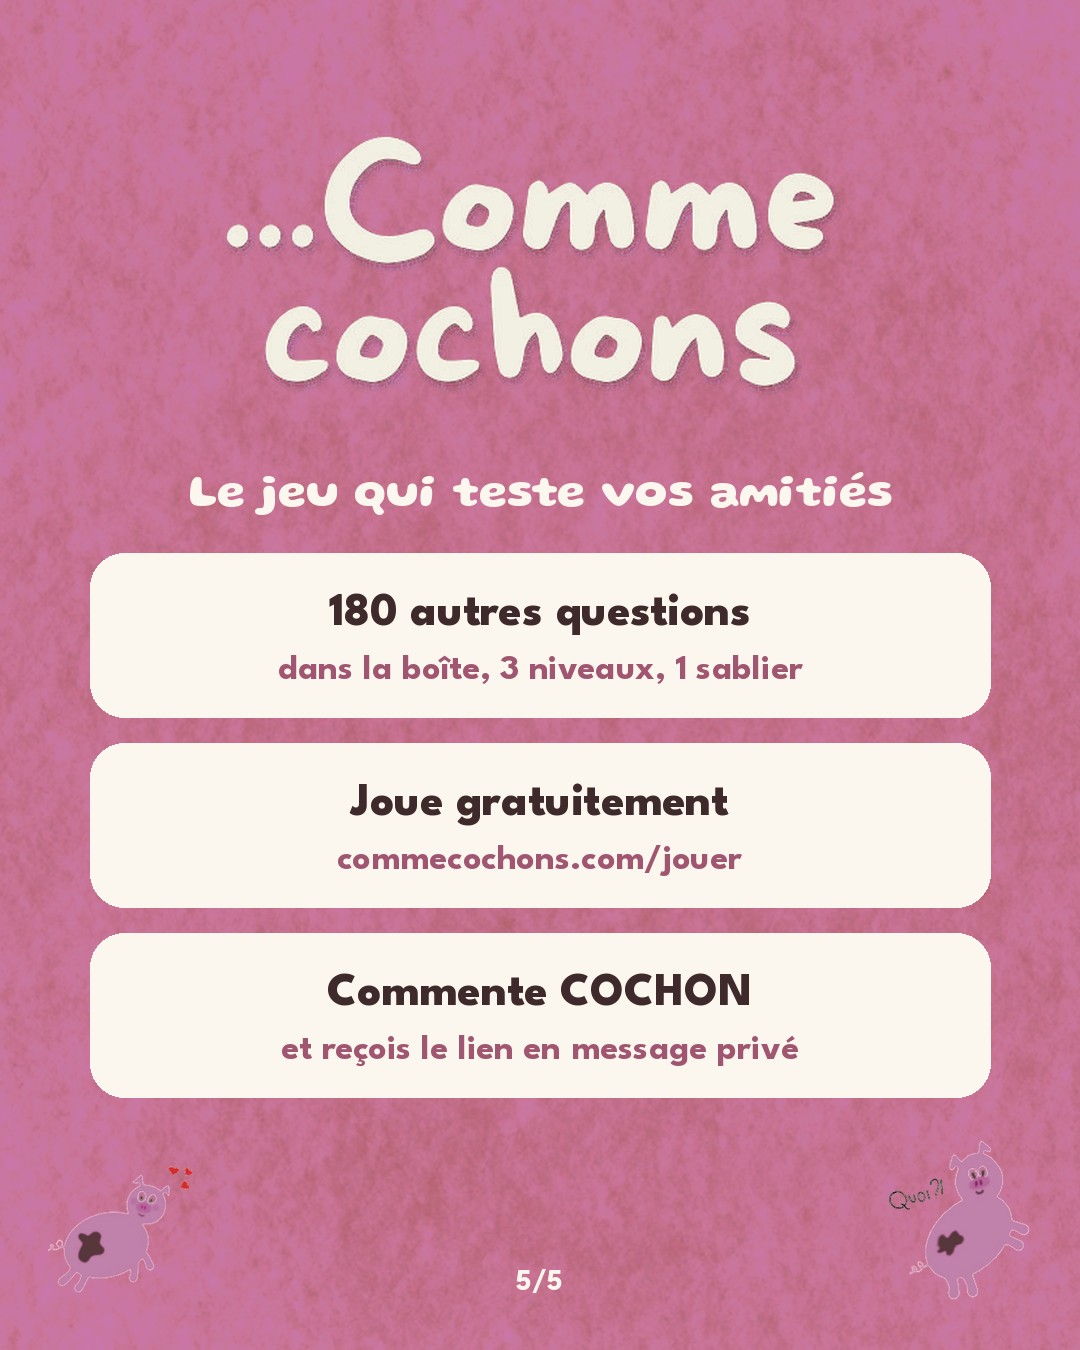 ...Comme
cochons
Le jeu qui teste vos amitiés
180 autres questions
dans la boîte, 3 niveaux, 1 sablier
Joue gratuitement
commecochons.com/jouer
Commente COCHON
et reçois le lien en message privé
Quoi?!
5/5